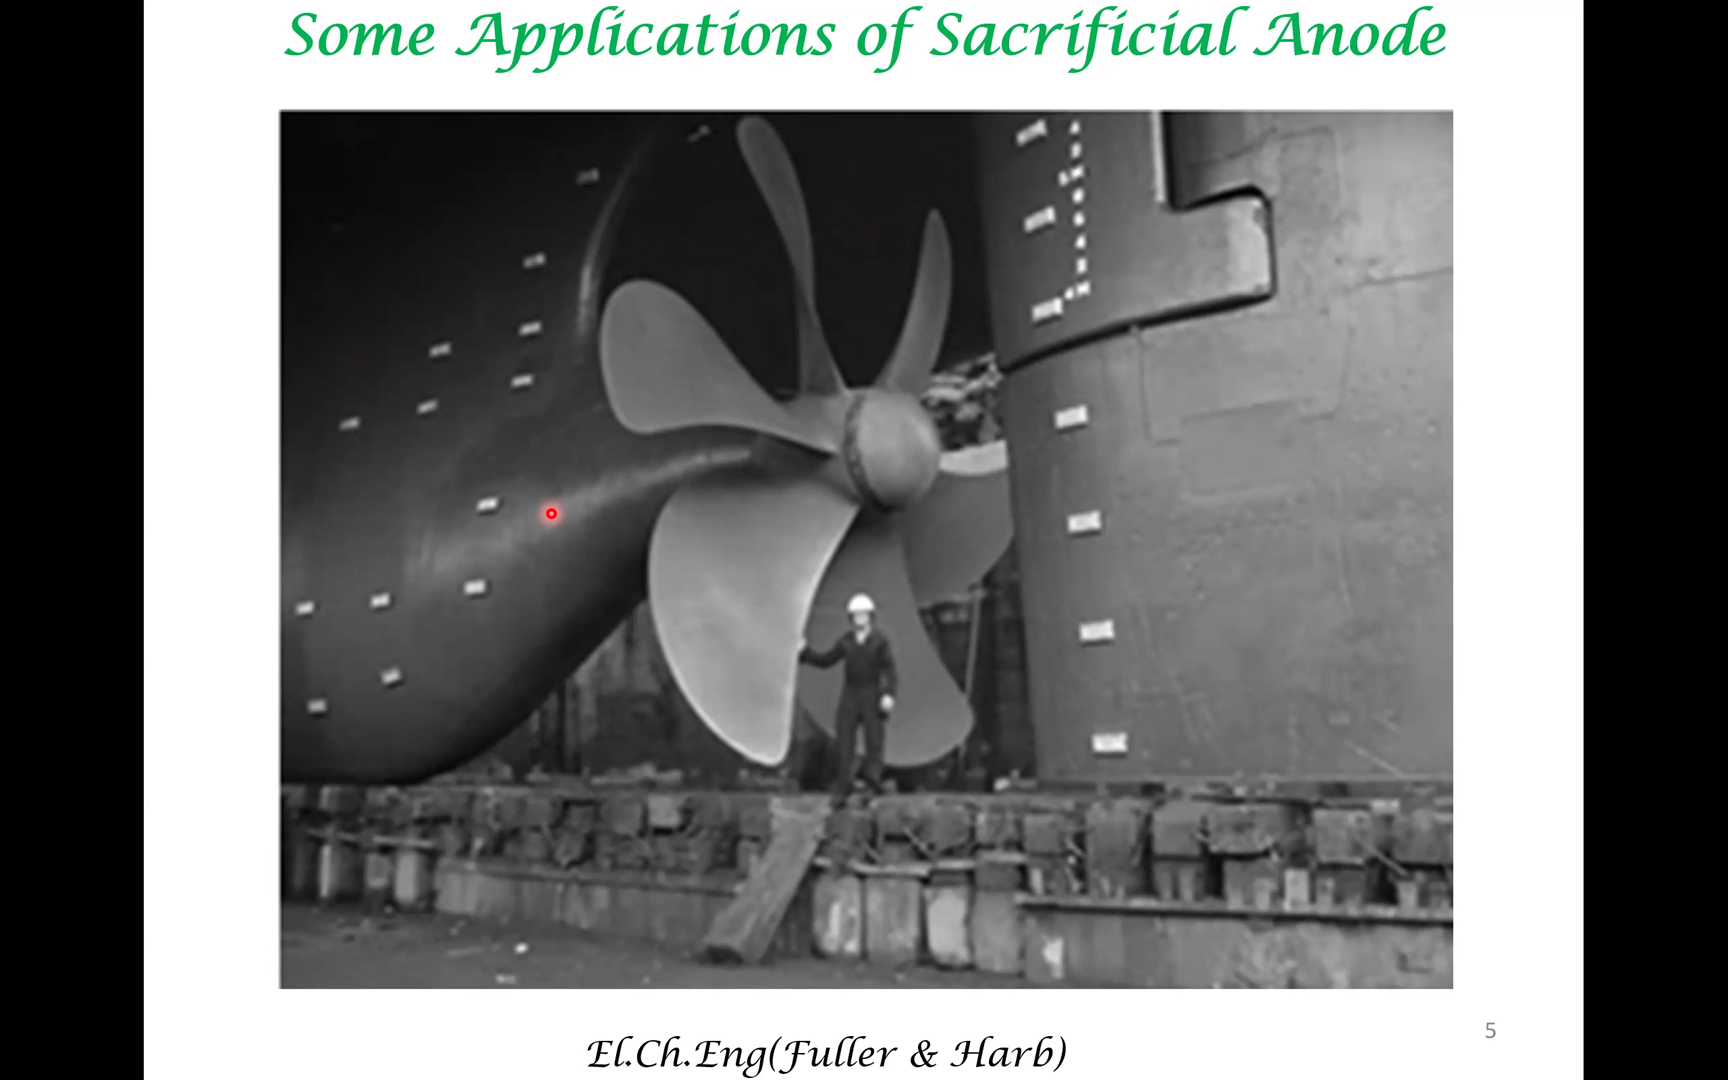 Some Applications of Sacrificial Anode
5
El.Ch.Eng(Fuller & Harb)